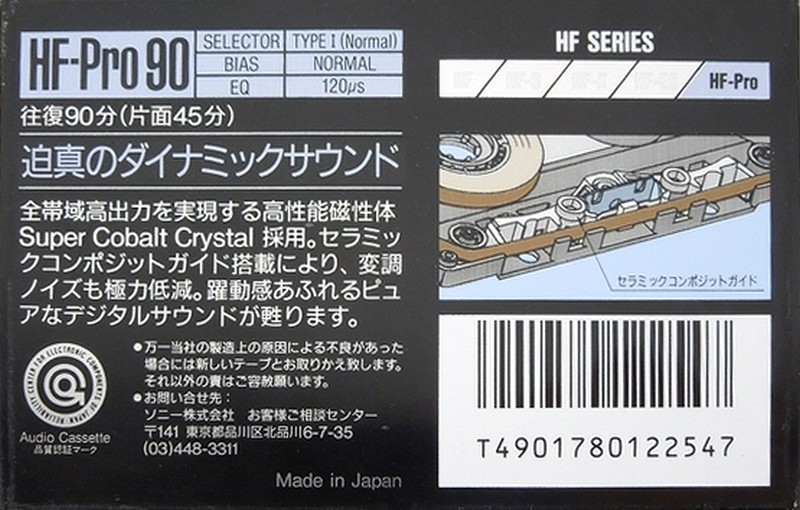 HF-Pro 90
SELECTOR TYPE I (Normal)
BIAS NORMAL
EQ 120μs
往復90分(片面45分)
迫真のダイナミックサウンド
全帯域高出力を実現する高性能磁性体
Super Cobalt Crystal 採用。セラミッ
クコンポジットガイド搭載により、変調
ノイズも極力低減。躍動感あふれるピュ
アなデジタルサウンドが甦ります。
RELIABILITY CENTER FOR ELECTRONIC COMPONENTS OF JAPAN
Audio Cassette
品質認証マーク
●万一当社の製造上の原因による不良があった
場合には新しいテープとお取りかえ致します。
それ以外の責はご容赦願います。
●お問い合せ先:
ソニー株式会社 お客様ご相談センター
〒141 東京都品川区北品川6-7-35
(03)448-3311
Made in Japan
HF SERIES
HF HF-S HF-X HF-ES HF-Pro
セラミックコンポジットガイド
T4901780122547